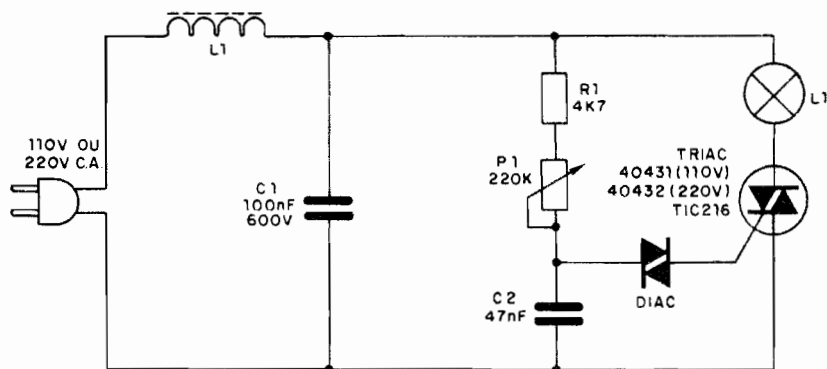 L1
R1
4K7
L1
110V OU
220V C.A.
P1
220K
TRIAC
40431(110V)
40432(220V)
TIC216
C1
100nF
600V
C2
47nF
DIAC